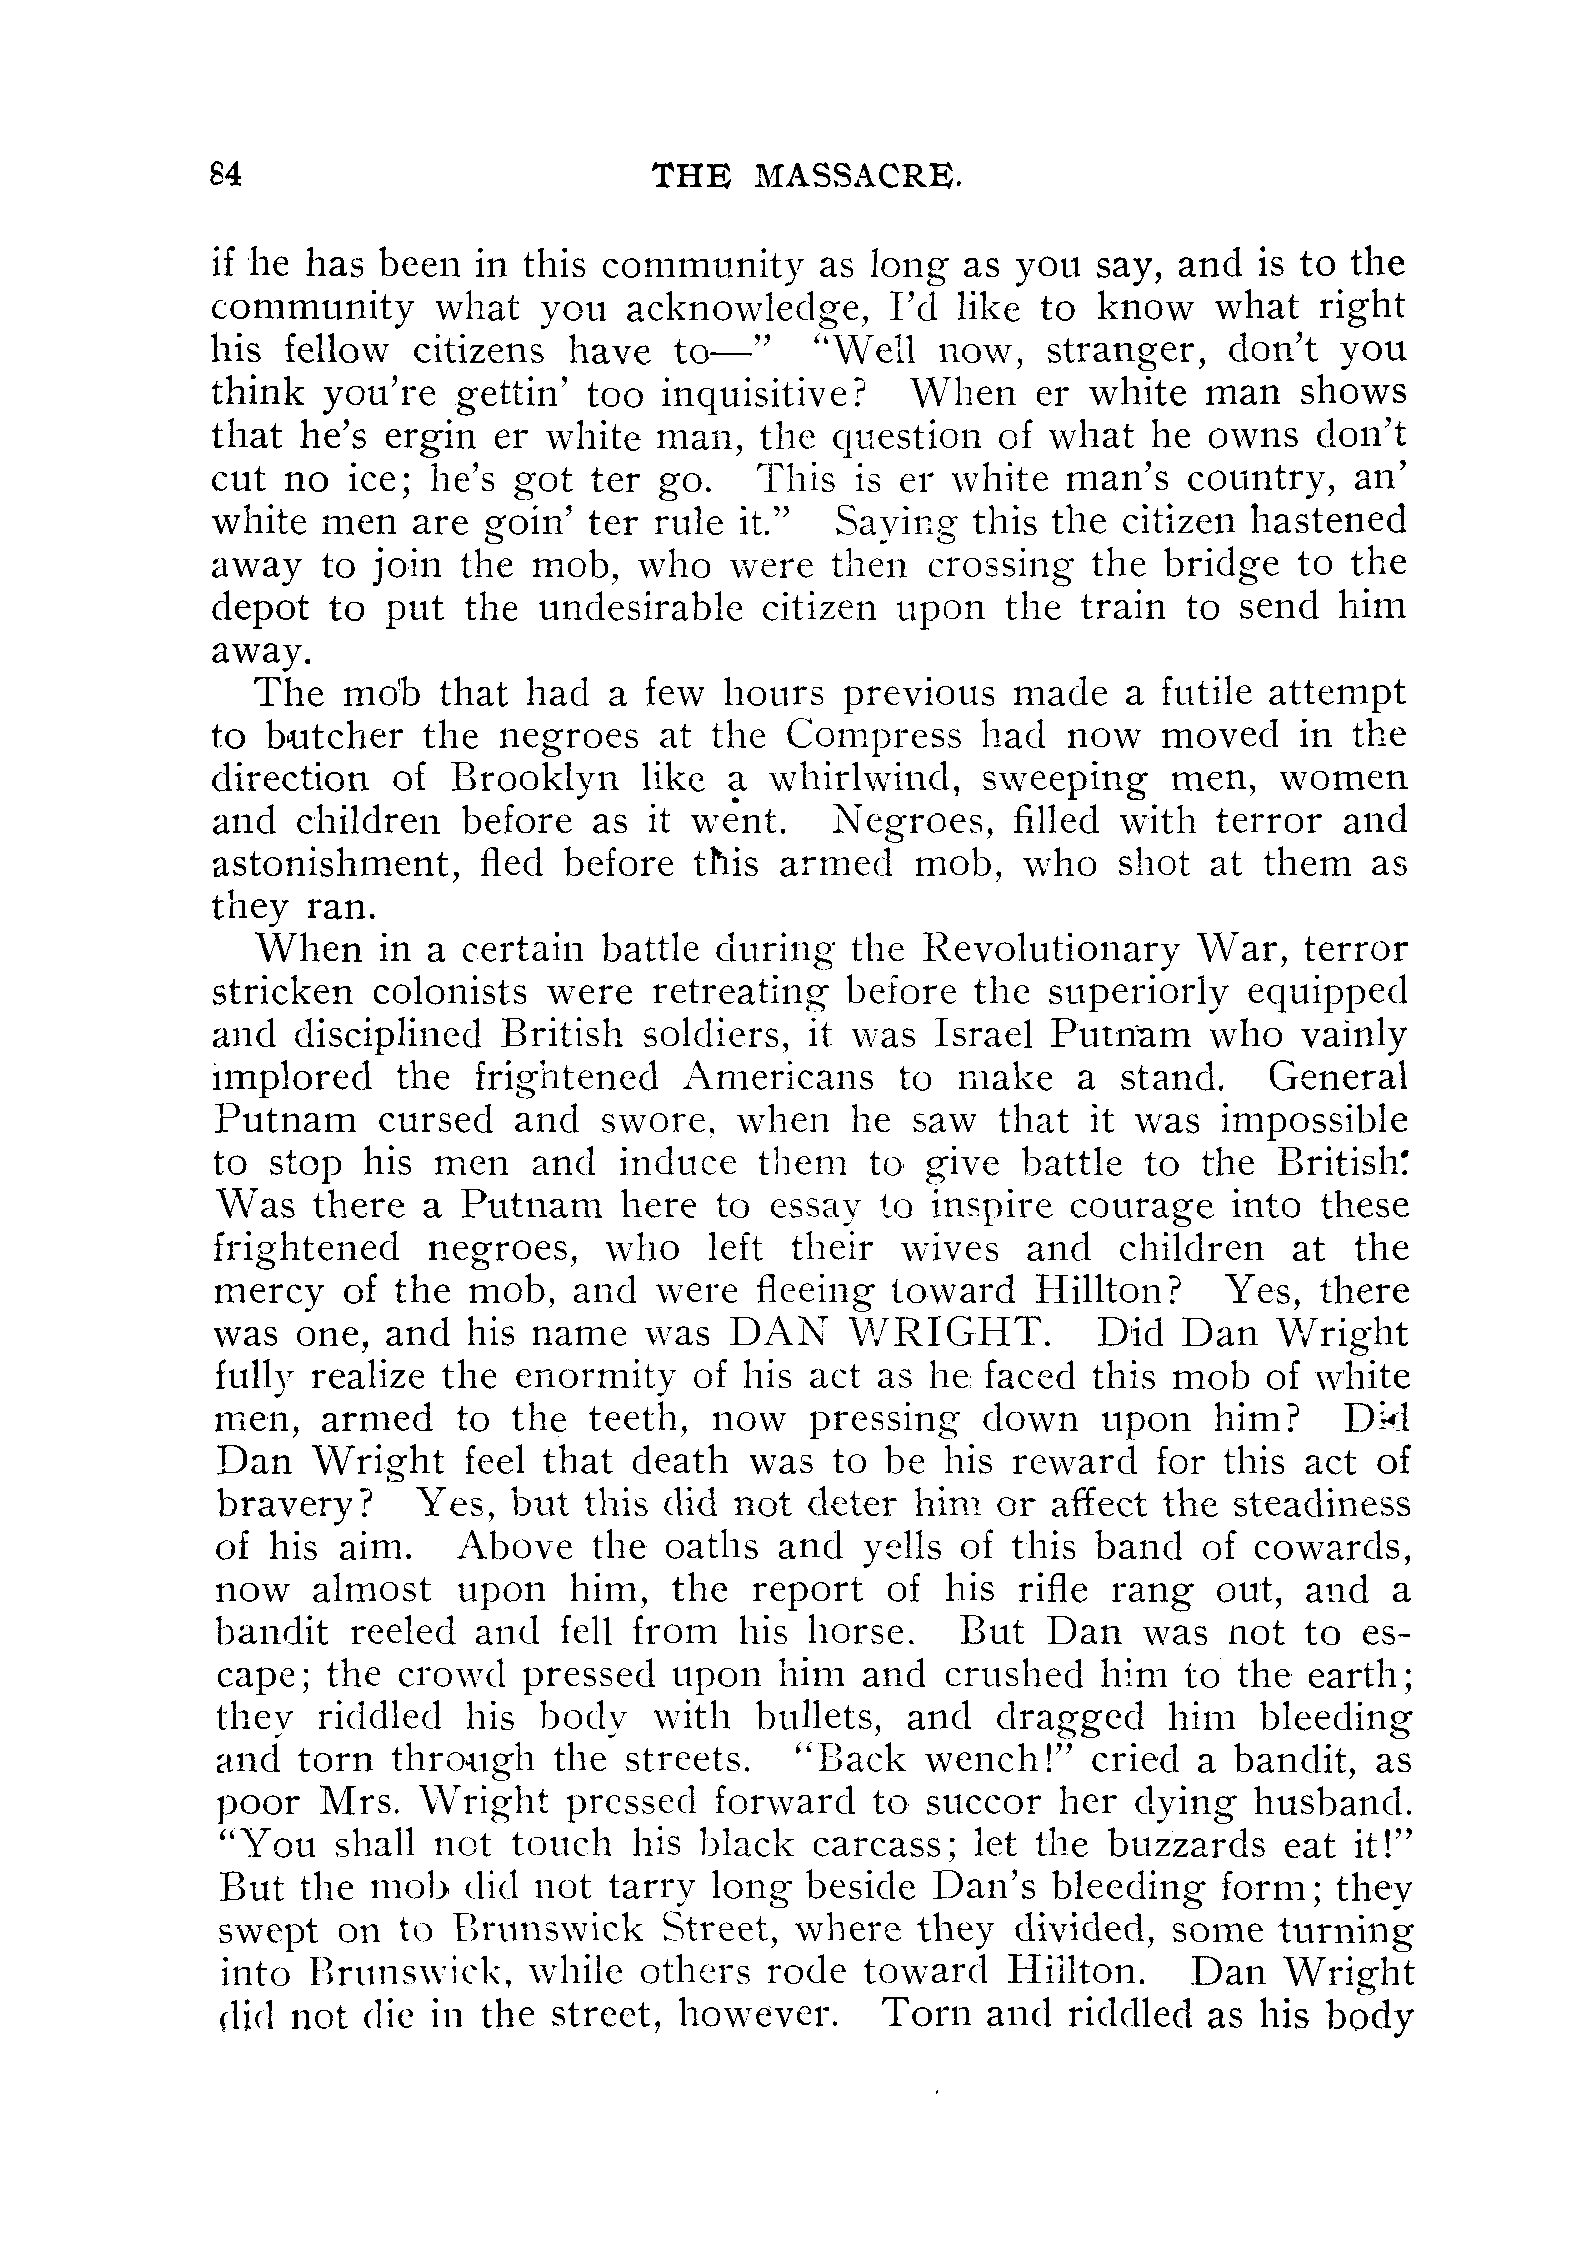 84 THE MASSACRE.
if he has been in this community as long as you say, and is to the
community what you acknowledge, I'd like to know what right
his fellow citizens have to—” “Well now, stranger, don't you
think you're gettin' too inquisitive? When er white man shows
that he's ergin er white man, the question of what he owns don't
cut no ice; he's got ter go. This is er white man's country, an'
white men are goin' ter rule it.” Saying this the citizen hastened
away to join the mob, who were then crossing the bridge to the
depot to put the undesirable citizen upon the train to send him
away.
The mob that had a few hours previous made a futile attempt
to butcher the negroes at the Compress had now moved in the
direction of Brooklyn like a whirlwind, sweeping men, women
and children before as it went. Negroes, filled with terror and
astonishment, fled before this armed mob, who shot at them as
they ran.
When in a certain battle during the Revolutionary War, terror
stricken colonists were retreating before the superiorly equipped
and disciplined British soldiers, it was Israel Putnam who vainly
implored the frightened Americans to make a stand. General
Putnam cursed and swore, when he saw that it was impossible
to stop his men and induce them to give battle to the British:
Was there a Putnam here to essay to inspire courage into these
frightened negroes, who left their wives and children at the
mercy of the mob, and were fleeing toward Hillton? Yes, there
was one, and his name was DAN WRIGHT. Did Dan Wright
fully realize the enormity of his act as he faced this mob of white
men, armed to the teeth, now pressing down upon him? Did
Dan Wright feel that death was to be his reward for this act of
bravery? Yes, but this did not deter him or affect the steadiness
of his aim. Above the oaths and yells of this band of cowards,
now almost upon him, the report of his rifle rang out, and a
bandit reeled and fell from his horse. But Dan was not to es-
cape; the crowd pressed upon him and crushed him to the earth;
they riddled his body with bullets, and dragged him bleeding
and torn through the streets. “Back wench!” cried a bandit, as
poor Mrs. Wright pressed forward to succor her dying husband.
“You shall not touch his black carcass; let the buzzards eat it!”
But the mob did not tarry long beside Dan's bleeding form; they
swept on to Brunswick Street, where they divided, some turning
into Brunswick, while others rode toward Hillton. Dan Wright
did not die in the street, however. Torn and riddled as his body